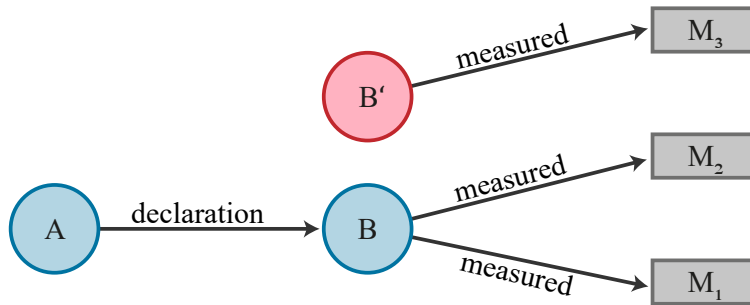 measured
M₃
B‘
measured
M₂
A
declaration
B
measured
M₁